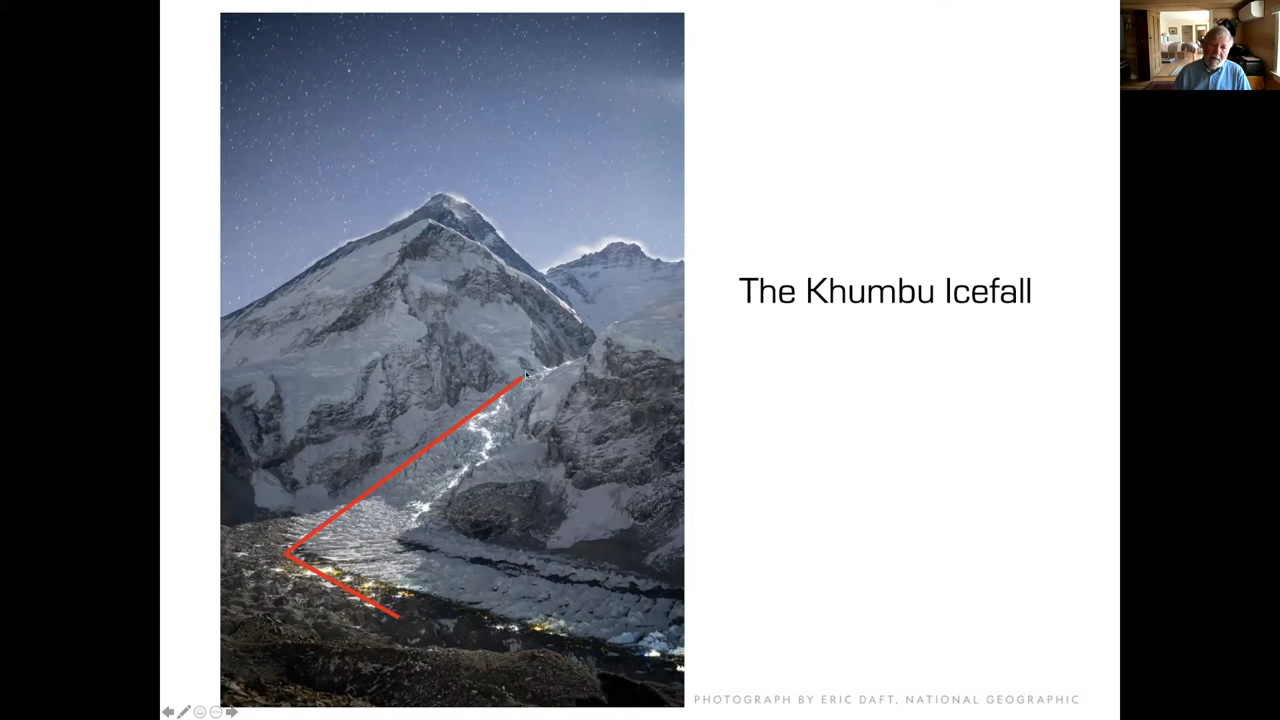 The Khumbu Icefall
PHOTOGRAPH BY ERIC DAFT, NATIONAL GEOGRAPHIC